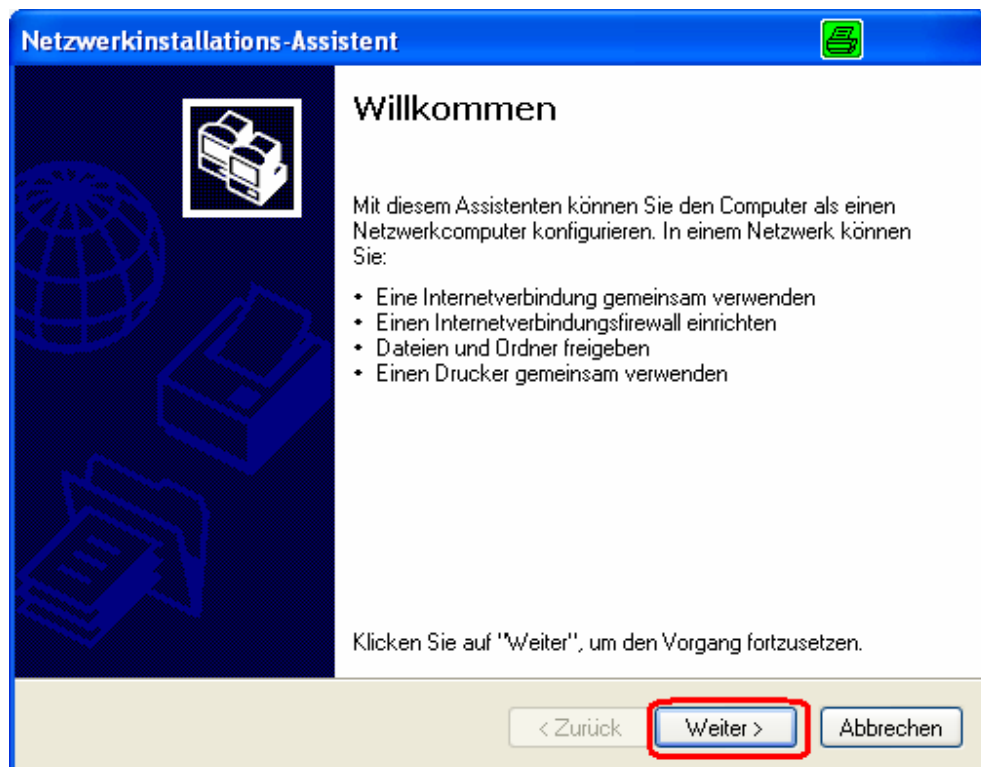 Netzwerkinstallations-Assistent
Willkommen
Mit diesem Assistenten können Sie den Computer als einen
Netzwerkcomputer konfigurieren. In einem Netzwerk können
Sie:
• Eine Internetverbindung gemeinsam verwenden
• Einen Internetverbindungsfirewall einrichten
• Dateien und Ordner freigeben
• Einen Drucker gemeinsam verwenden
Klicken Sie auf "Weiter", um den Vorgang fortzusetzen.
< Zurück Weiter > Abbrechen